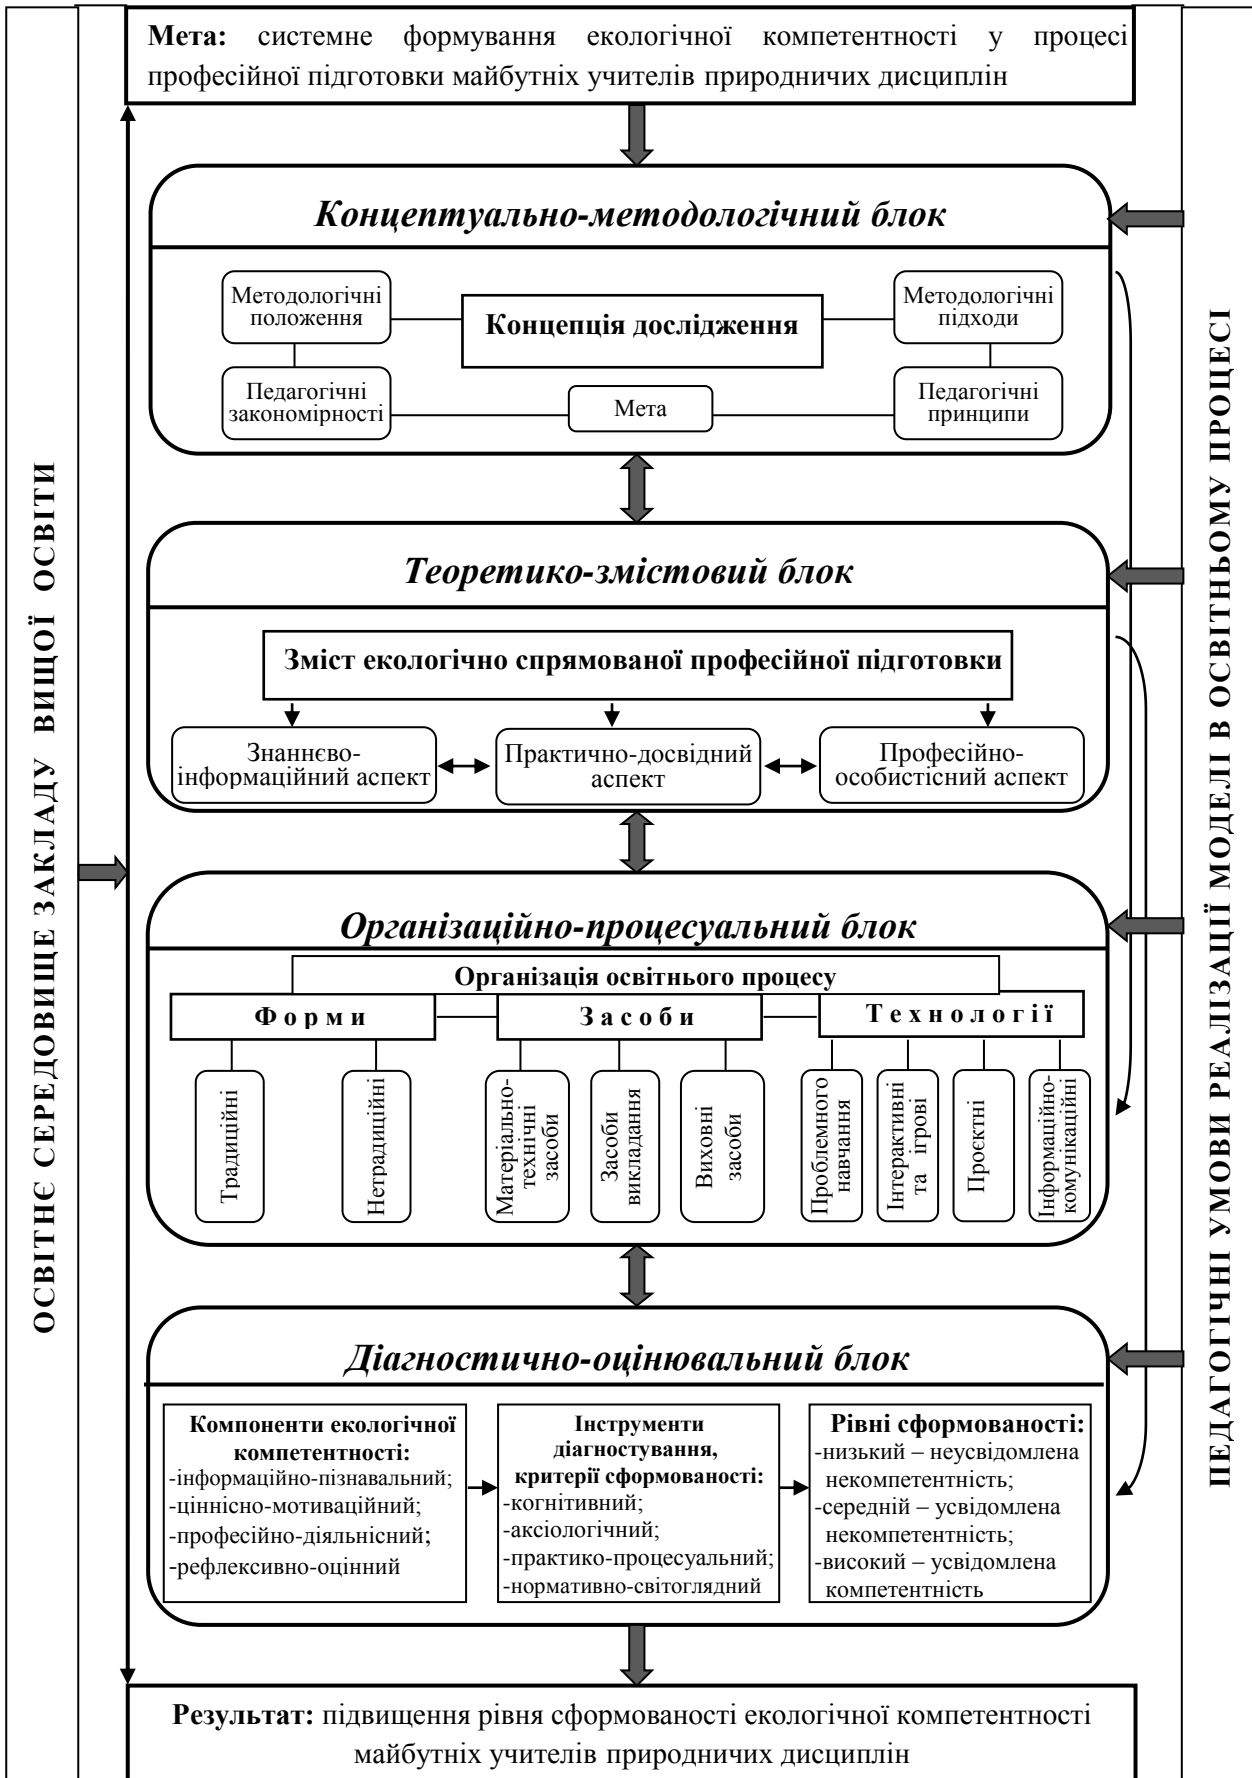 Мета: системне формування екологічної компетентності у процесі
професійної підготовки майбутніх учителів природничих дисциплін
ОСВІТНЄ СЕРЕДОВИЩЕ ЗАКЛАДУ ВИЩОЇ ОСВІТИ
ПЕДАГОГІЧНІ УМОВИ РЕАЛІЗАЦІЇ МОДЕЛІ В ОСВІТНЬОМУ ПРОЦЕСІ
Концептуально-методологічний блок
Методологічні
положення
Концепція дослідження
Методологічні
підходи
Педагогічні
закономірності
Мета
Педагогічні
принципи
Теоретико-змістовий блок
Зміст екологічно спрямованої професійної підготовки
Знаннєво-
інформаційний аспект
Практично-досвідний
аспект
Професійно-
особистісний аспект
Організаційно-процесуальний блок
Організація освітнього процесу
Форми
Засоби
Технології
Традиційні
Нетрадиційні
Матеріально-
технічні
засоби
Засоби
викладання
Виховні
засоби
Проблемного
навчання
Інтерактивні
та ігрові
Проєктні
Інформаційно-
комунікаційні
Діагностично-оцінювальний блок
Компоненти екологічної
компетентності:
-інформаційно-пізнавальний;
-ціннісно-мотиваційний;
-професійно-діяльнісний;
-рефлексивно-оцінний
Інструменти
діагностування,
критерії сформованості:
-когнітивний;
-аксіологічний;
-практико-процесуальний;
-нормативно-світоглядний
Рівні сформованості:
-низький – неусвідомлена
некомпетентність;
-середній – усвідомлена
некомпетентність;
-високий – усвідомлена
компетентність
Результат: підвищення рівня сформованості екологічної компетентності
майбутніх учителів природничих дисциплін